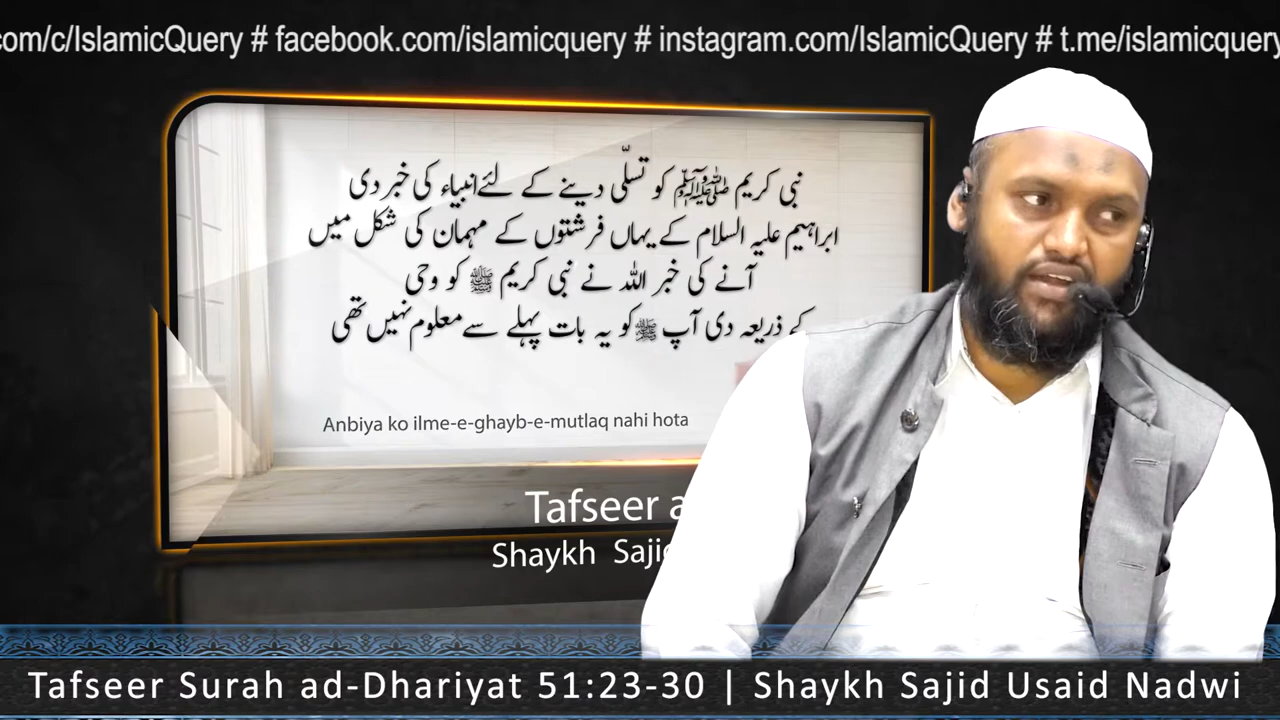 com/c/IslamicQuery # facebook.com/islamicquery # instagram.com/IslamicQuery # t.me/islamicquery
نبی کریم ﷺ کو تسلّی دینے کے لئے انبیاء کی خبر دی
ابراہیم علیہ السلام کے یہاں فرشتوں کے مہمان کی شکل میں
آنے کی خبر اللہ نے نبی کریم ﷺ کو وحی
کے ذریعہ دی آپ ﷺ کو یہ بات پہلے سے معلوم نہیں تھی
Anbiya ko ilme-e-ghayb-e-mutlaq nahi hota
Tafseer a
Shaykh Sajid
Tafseer Surah ad-Dhariyat 51:23-30 | Shaykh Sajid Usaid Nadwi